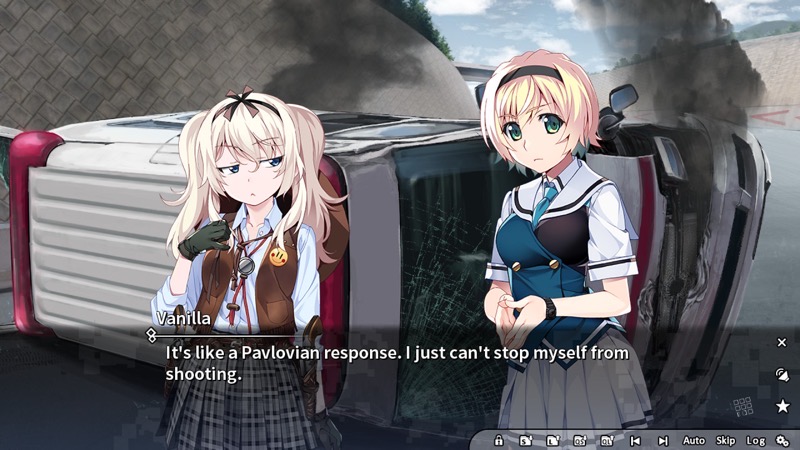 Vanilla
It's like a Pavlovian response. I just can't stop myself from
shooting.
Auto Skip Log